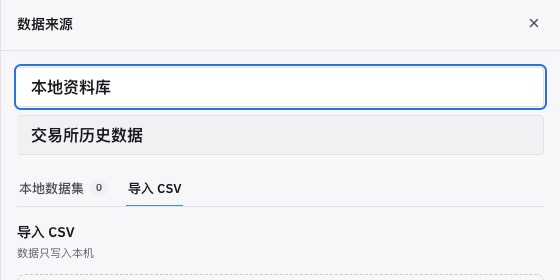 数据来源
本地资料库
交易所历史数据
本地数据集 0 导入 CSV
导入 CSV
数据只写入本机